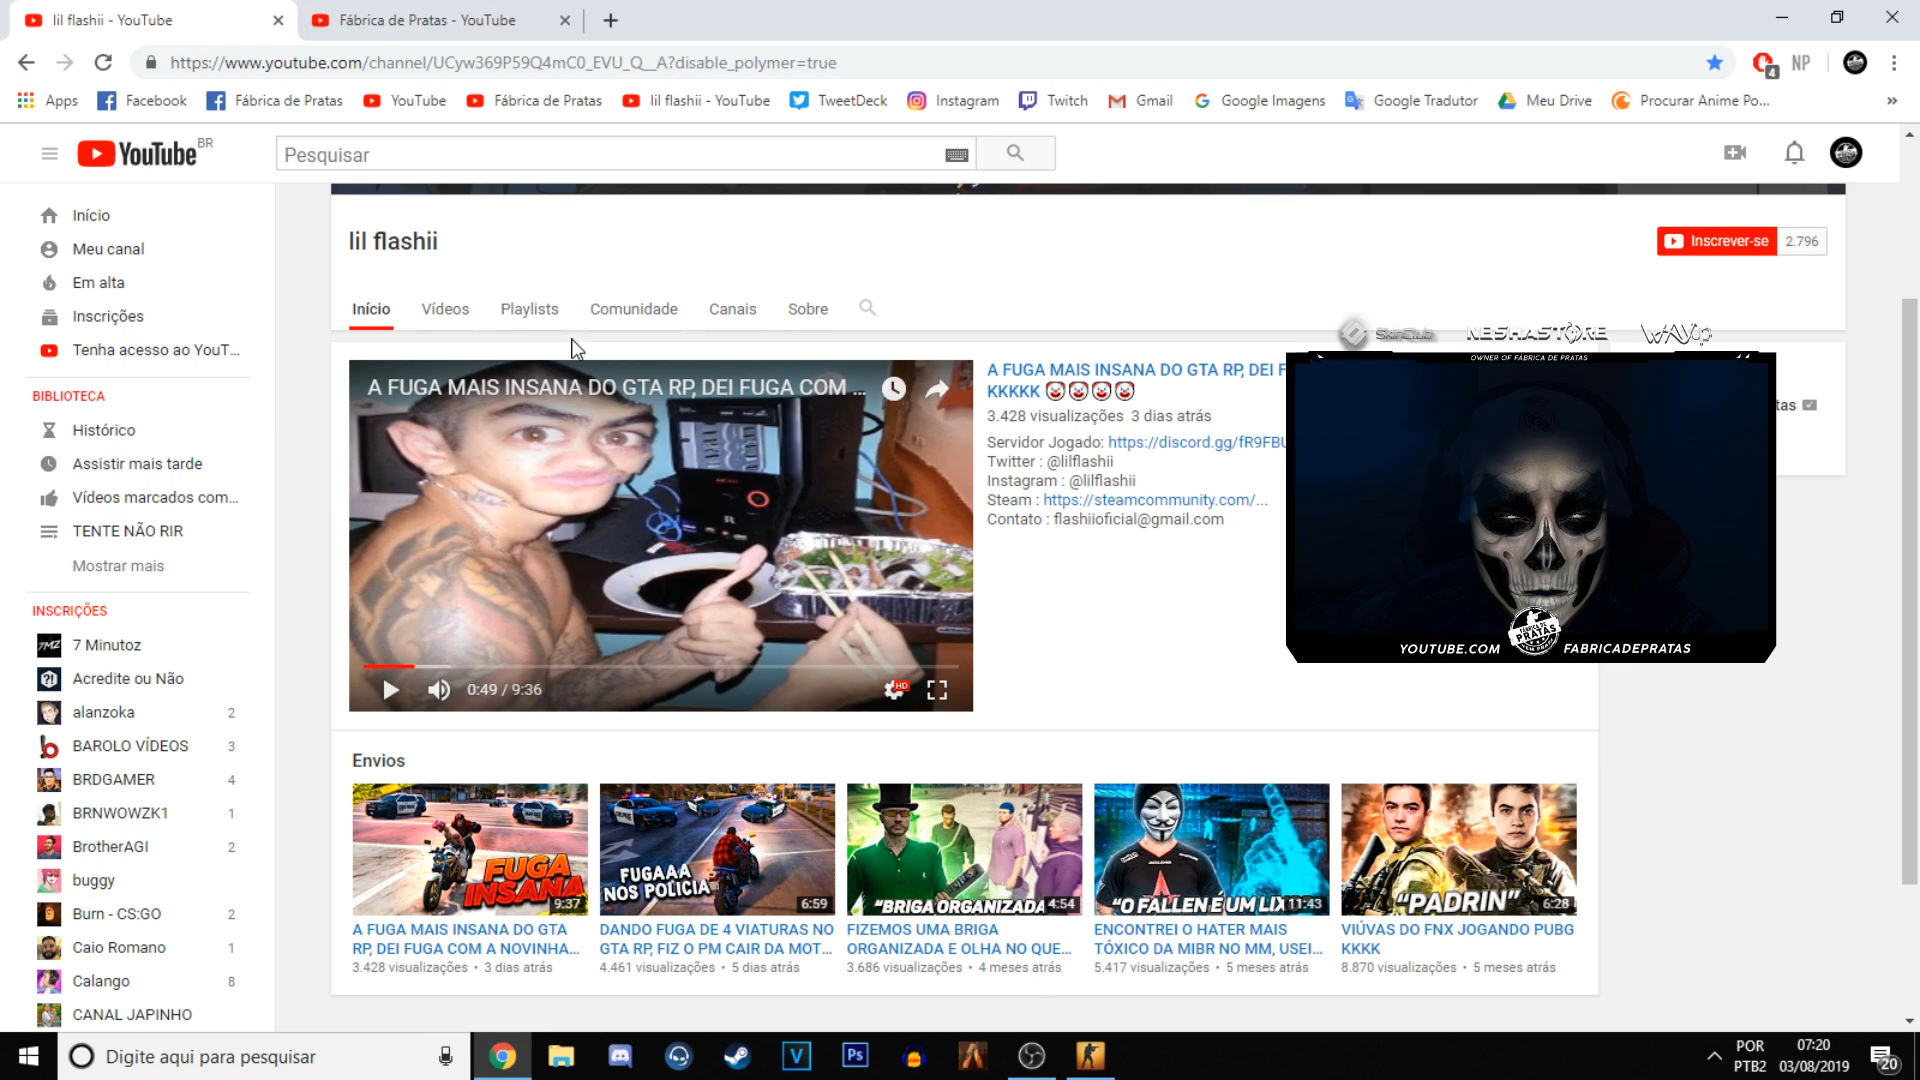 lil flashii - YouTube
Fábrica de Pratas - YouTube
https://www.youtube.com/channel/UCyw369P59Q4mC0_EVU_Q__A?disable_polymer=true
4
NP
Apps
Facebook
Fábrica de Pratas
YouTube
Fábrica de Pratas
lil flashii - YouTube
TweetDeck
Instagram
Twitch
Gmail
Google Imagens
Google Tradutor
Meu Drive
Procurar Anime Po...
YouTube BR
Pesquisar
Início
Meu canal
Em alta
Inscrições
Tenha acesso ao YouT...
BIBLIOTECA
Histórico
Assistir mais tarde
Vídeos marcados com...
TENTE NÃO RIR
Mostrar mais
INSCRIÇÕES
7 Minutoz
Acredite ou Não
alanzoka 2
BAROLO VÍDEOS 3
BRDGAMER 4
BRNWOWZK1 1
BrotherAGI 2
buggy
Burn - CS:GO 2
Caio Romano 1
Calango 8
CANAL JAPINHO
lil flashii
Inscrever-se 2.796
Início
Vídeos
Playlists
Comunidade
Canais
Sobre
A FUGA MAIS INSANA DO GTA RP, DEI FUGA COM ...
0:49 / 9:36
HD
A FUGA MAIS INSANA DO GTA RP, DEI F
KKKKK 🤡🤡🤡🤡
3.428 visualizações 3 dias atrás
Servidor Jogado: https://discord.gg/fR9FBU
Twitter : @lilflashii
Instagram : @lilflashii
Steam : https://steamcommunity.com/...
Contato : flashiioficial@gmail.com
SkinClub
NESHASTORE
WAYUP
OWNER OF FÁBRICA DE PRATAS
tas
YOUTUBE.COM
FÁBRICA DE
PRATAS
FABRICADEPRATAS
Envios
FUGA
INSANA
9:37
FUGAAA
NOS POLICIA
6:59
"BRIGA ORGANIZADA
4:54
"O FALLEN É UM LIX
11:43
"PADRIN"
6:28
A FUGA MAIS INSANA DO GTA
RP, DEI FUGA COM A NOVINHA...
3.428 visualizações • 3 dias atrás
DANDO FUGA DE 4 VIATURAS NO
GTA RP, FIZ O PM CAIR DA MOT...
4.461 visualizações • 5 dias atrás
FIZEMOS UMA BRIGA
ORGANIZADA E OLHA NO QUE...
3.686 visualizações • 4 meses atrás
ENCONTREI O HATER MAIS
TÓXICO DA MIBR NO MM, USEI...
5.417 visualizações • 5 meses atrás
VIÚVAS DO FNX JOGANDO PUBG
KKKK
8.870 visualizações • 5 meses atrás
Digite aqui para pesquisar
POR
PTB2
07:20
03/08/2019
20